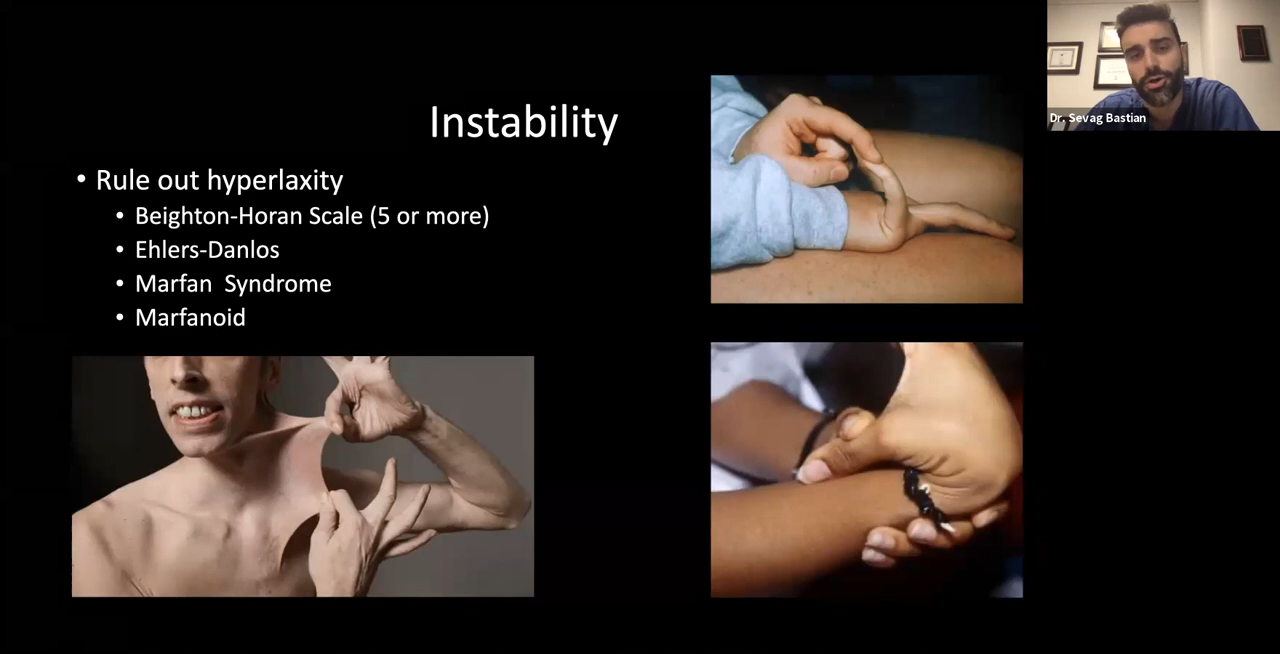 Instability
• Rule out hyperlaxity
• Beighton-Horan Scale (5 or more)
• Ehlers-Danlos
• Marfan  Syndrome
• Marfanoid
Dr. Sevag Bastian